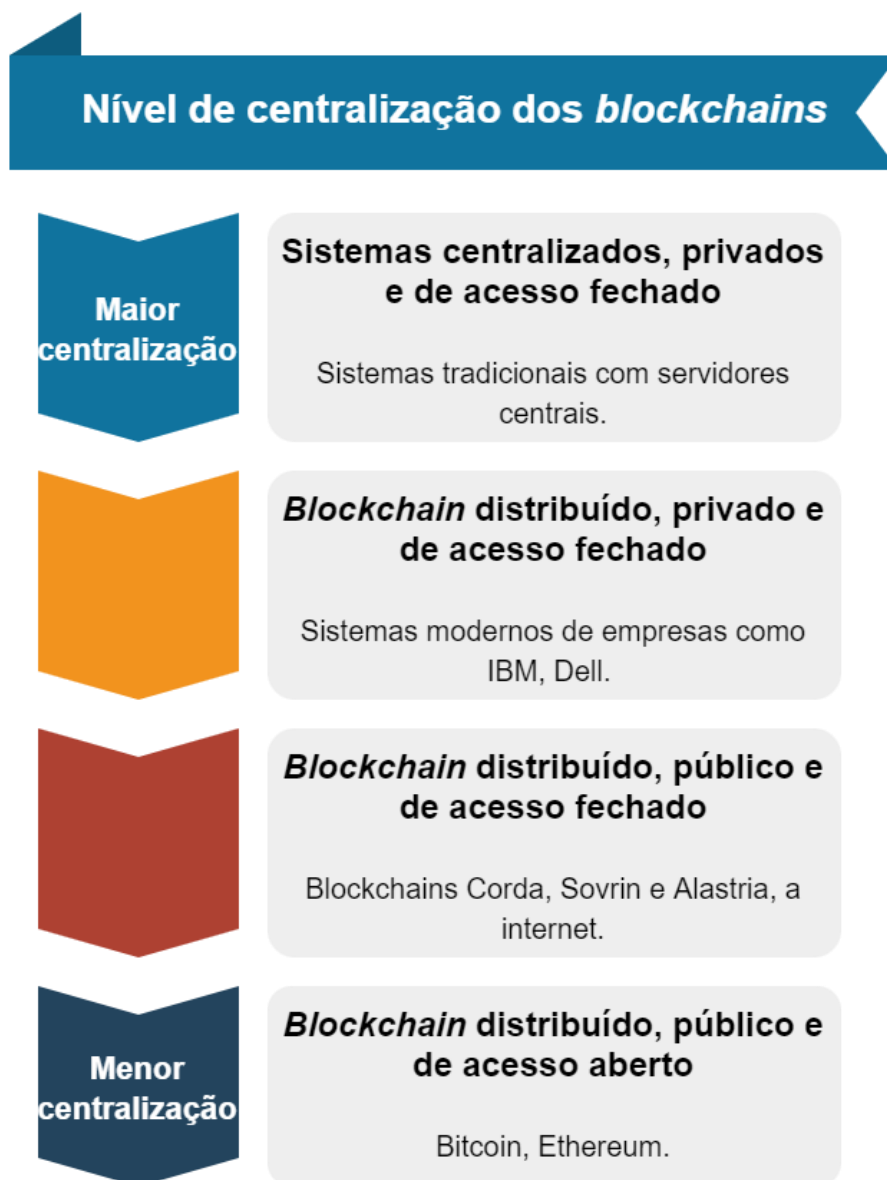 Nível de centralização dos blockchains
Maior
centralização
Sistemas centralizados, privados
e de acesso fechado
Sistemas tradicionais com servidores
centrais.
Blockchain distribuído, privado e
de acesso fechado
Sistemas modernos de empresas como
IBM, Dell.
Blockchain distribuído, público e
de acesso fechado
Blockchains Corda, Sovrin e Alastria, a
internet.
Menor
centralização
Blockchain distribuído, público e
de acesso aberto
Bitcoin, Ethereum.